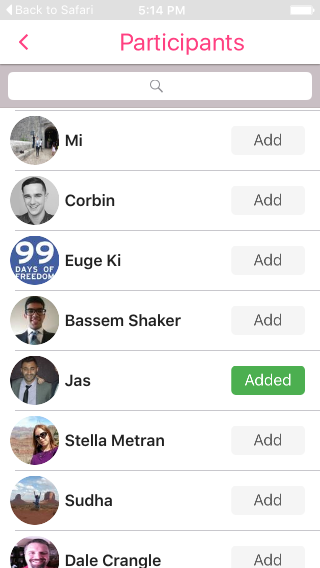 Back to Safari 5:14 PM
Participants
Mi Add
Corbin Add
99 DAYS OF FREEDOM
Euge Ki Add
Bassem Shaker Add
Jas Added
Stella Metran Add
Sudha Add
Dale Crangle Add